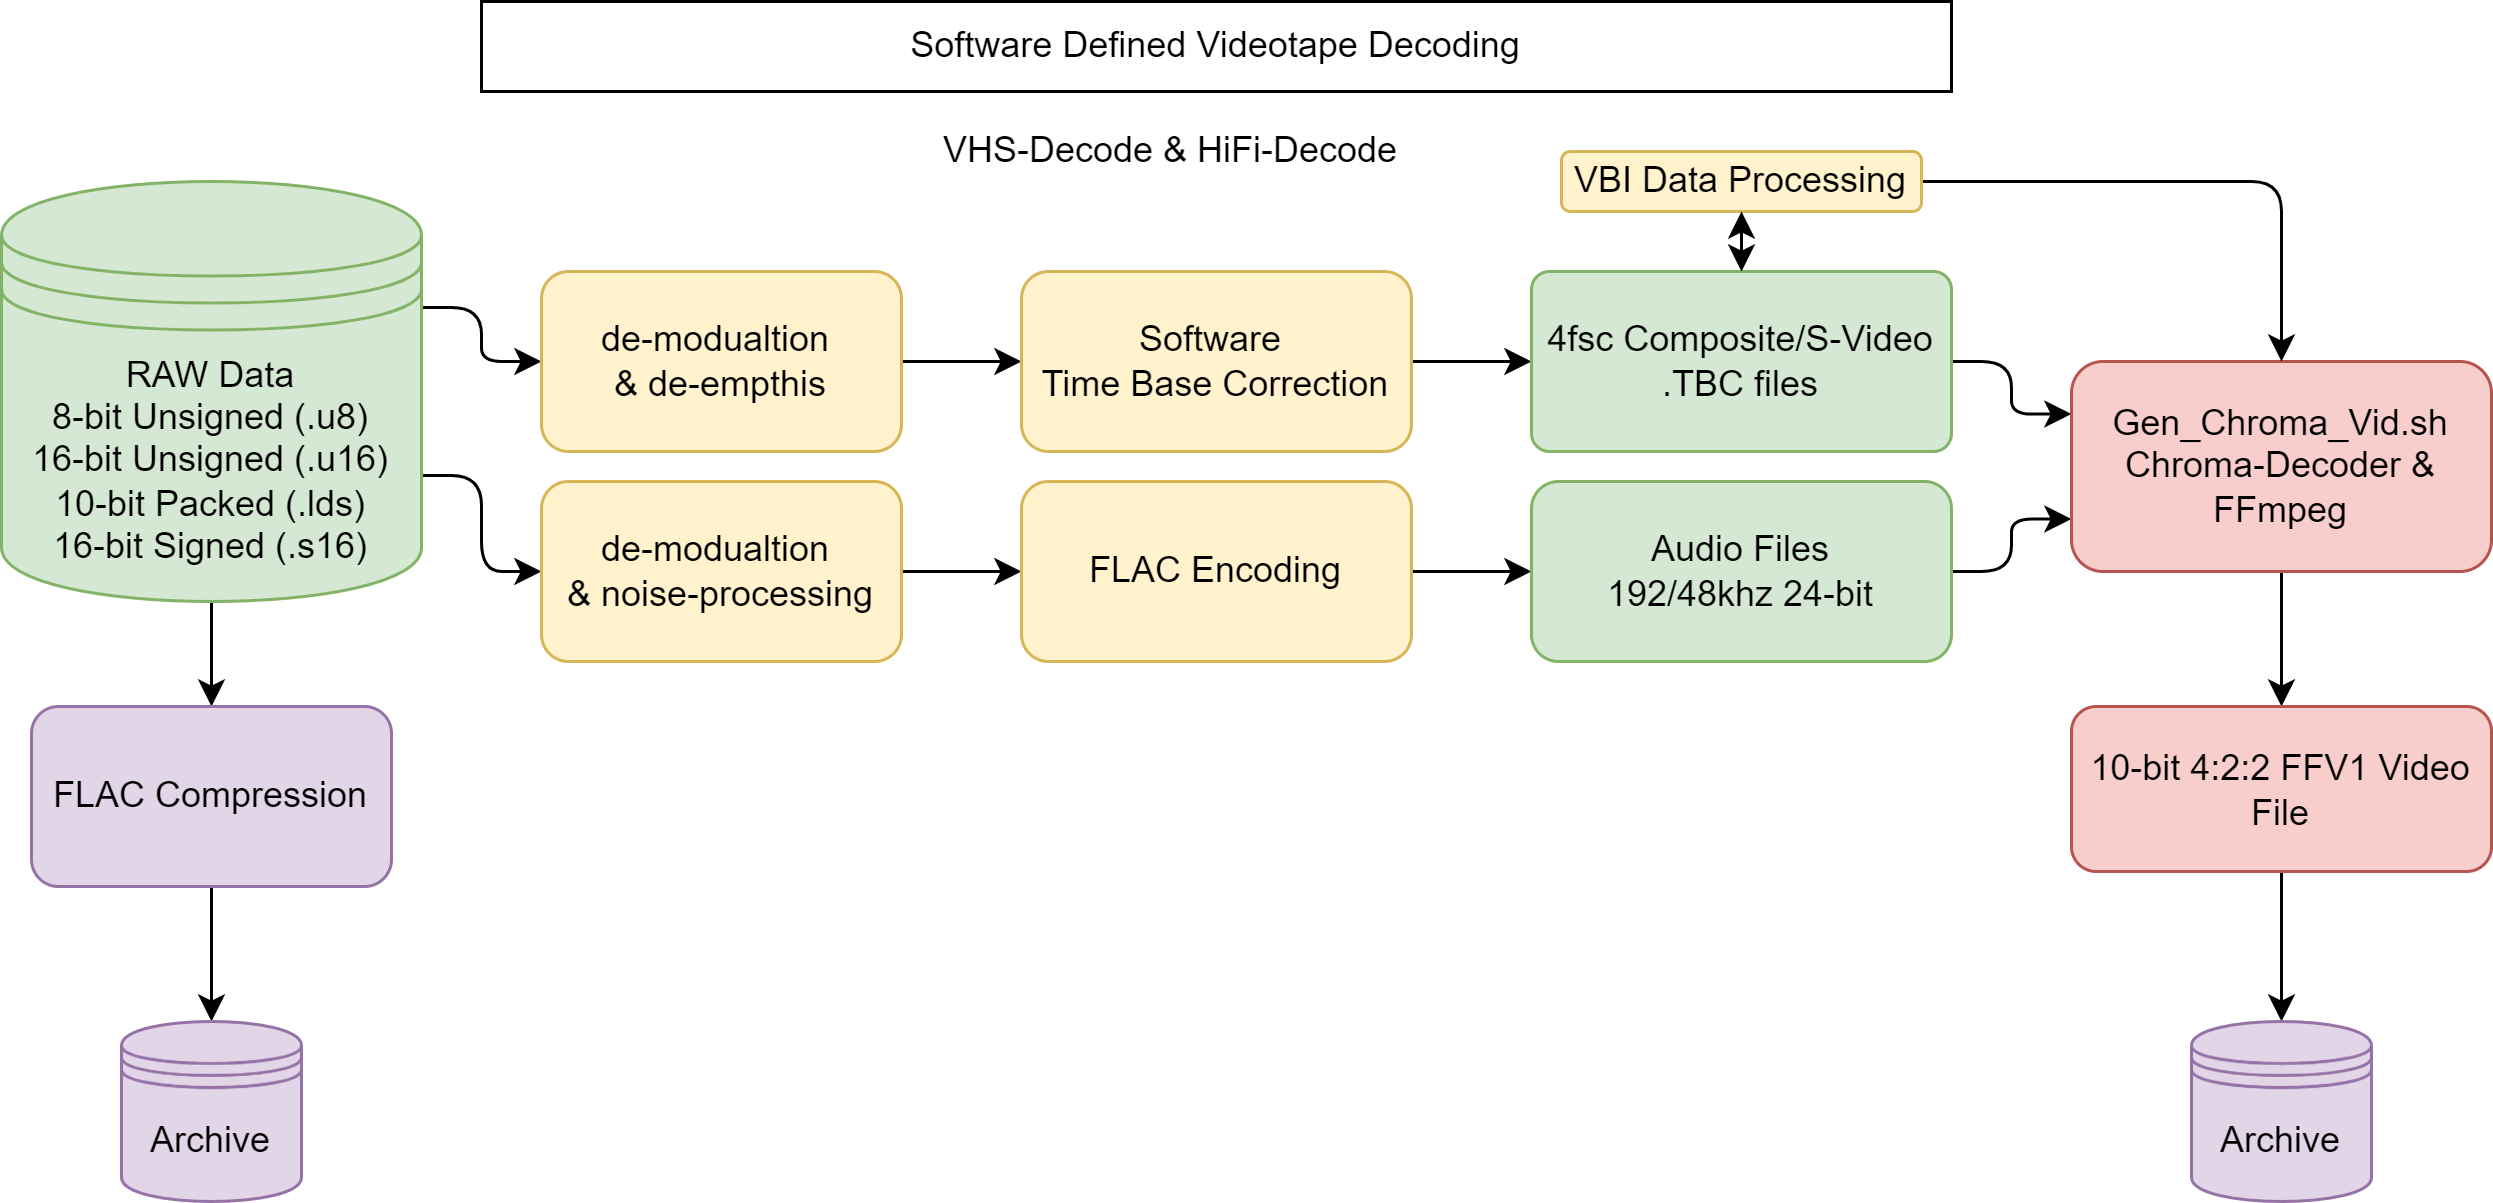 Software Defined Videotape Decoding
VHS-Decode & HiFi-Decode
VBI Data Processing
RAW Data
8-bit Unsigned (.u8)
16-bit Unsigned (.u16)
10-bit Packed (.lds)
16-bit Signed (.s16)
de-modualtion
& de-empthis
Software
Time Base Correction
4fsc Composite/S-Video
.TBC files
de-modualtion
& noise-processing
FLAC Encoding
Audio Files
192/48khz 24-bit
Gen_Chroma_Vid.sh
Chroma-Decoder &
FFmpeg
FLAC Compression
10-bit 4:2:2 FFV1 Video
File
Archive
Archive